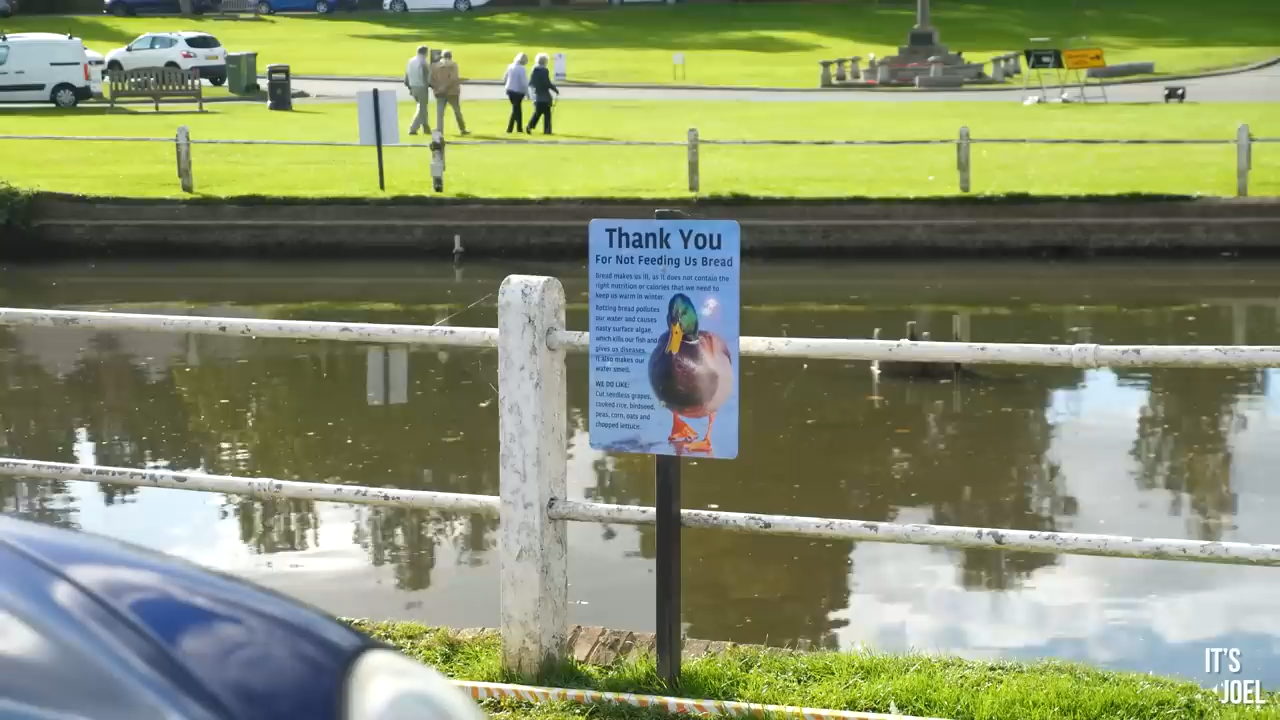 Thank You
For Not Feeding Us Bread
Bread makes us ill, as it does not contain the
right nutrition or calories that we need to
keep us warm in winter.
Rotting bread pollutes
our water and causes
nasty surface algae,
which kills our fish and
gives us diseases.
It also makes our
water smell.
WE DO LIKE:
Cut seedless grapes,
cooked rice, birdseed,
peas, corn, oats and
chopped lettuce.
IT'S
JOEL